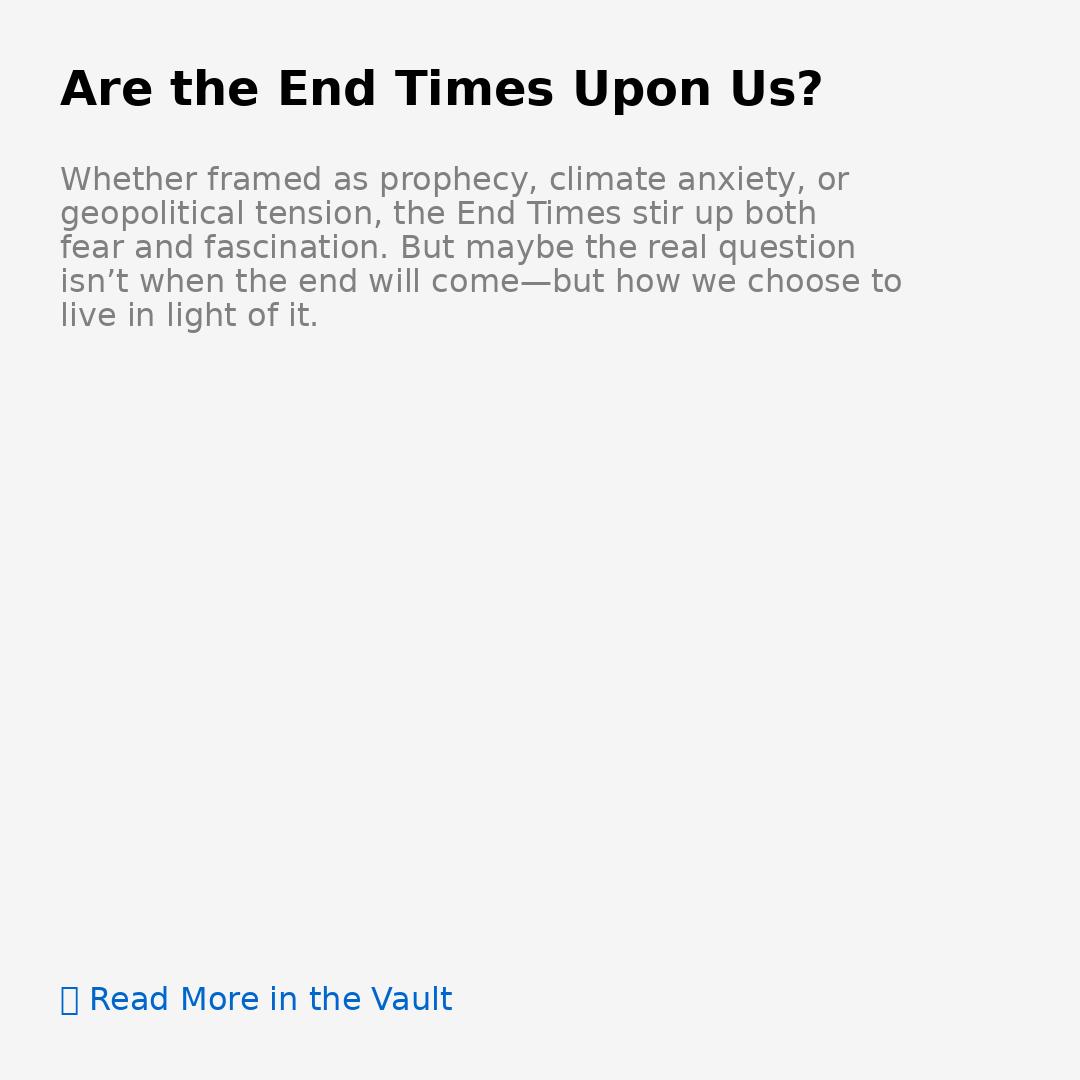 Are the End Times Upon Us?
Whether framed as prophecy, climate anxiety, or
geopolitical tension, the End Times stir up both
fear and fascination. But maybe the real question
isn’t when the end will come—but how we choose to
live in light of it.
Read More in the Vault